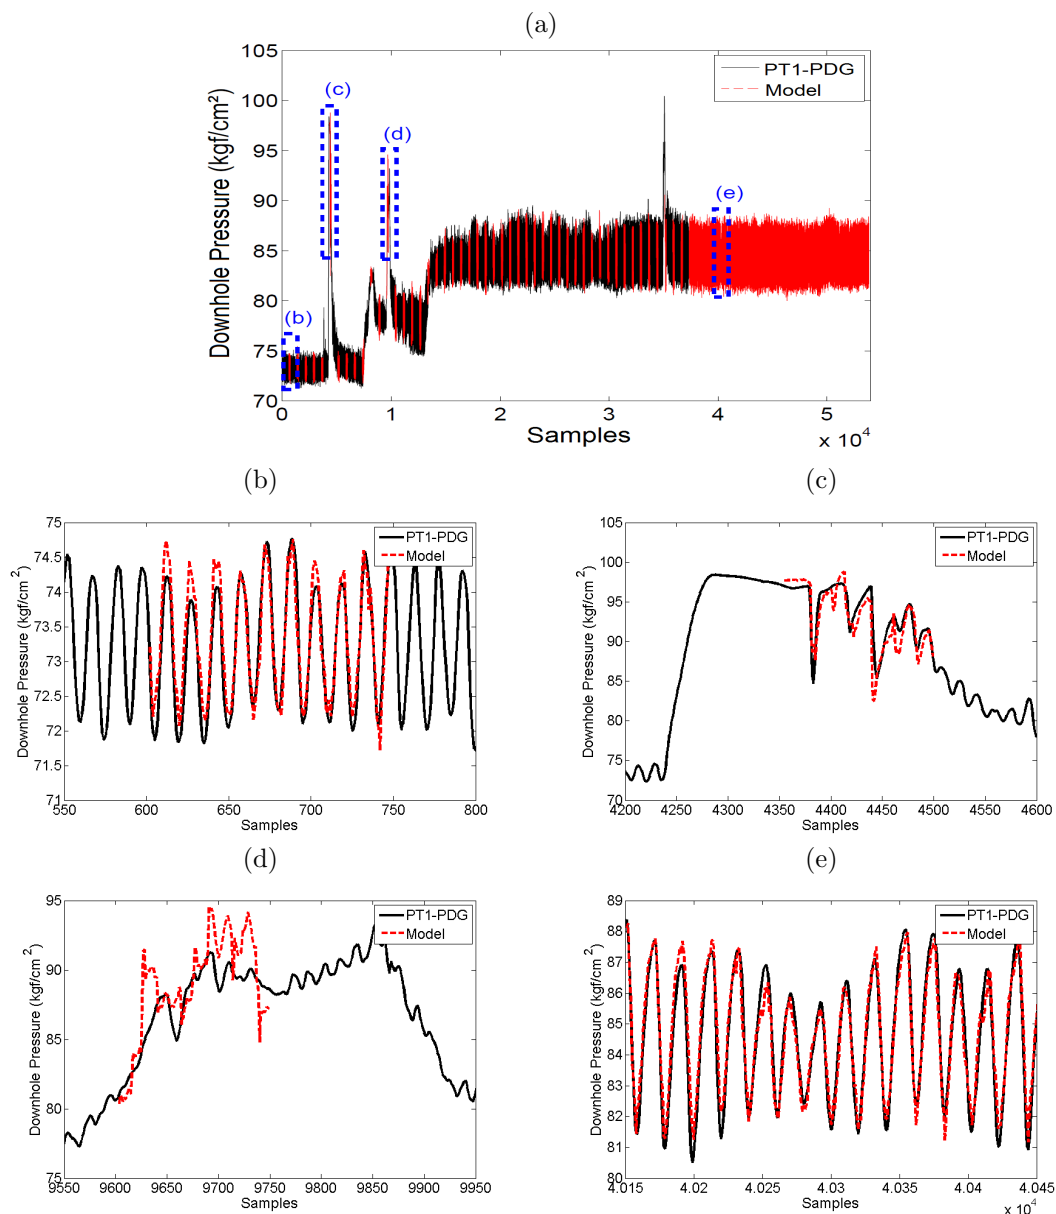 (a)
105
100
95
90
85
80
75
70
Downhole Pressure (kgf/cm²)
PT1-PDG
Model
(c)
(d)
(e)
(b)
0 1 2 3 4 5
Samples
x 10⁴
(b)
75
74.5
74
73.5
73
72.5
72
71.5
71
Downhole Pressure (kgf/cm²)
PT1-PDG
Model
550 600 650 700 750 800
Samples
(c)
105
100
95
90
85
80
75
70
Downhole Pressure (kgf/cm²)
PT1-PDG
Model
4200 4250 4300 4350 4400 4450 4500 4550 4600
Samples
(d)
95
90
85
80
75
Downhole Pressure (kgf/cm²)
PT1-PDG
Model
9550 9600 9650 9700 9750 9800 9850 9900 9950
Samples
(e)
89
88
87
86
85
84
83
82
81
80
Downhole Pressure (kgf/cm²)
PT1-PDG
Model
4.015 4.02 4.025 4.03 4.035 4.04 4.045
Samples
x 10⁴